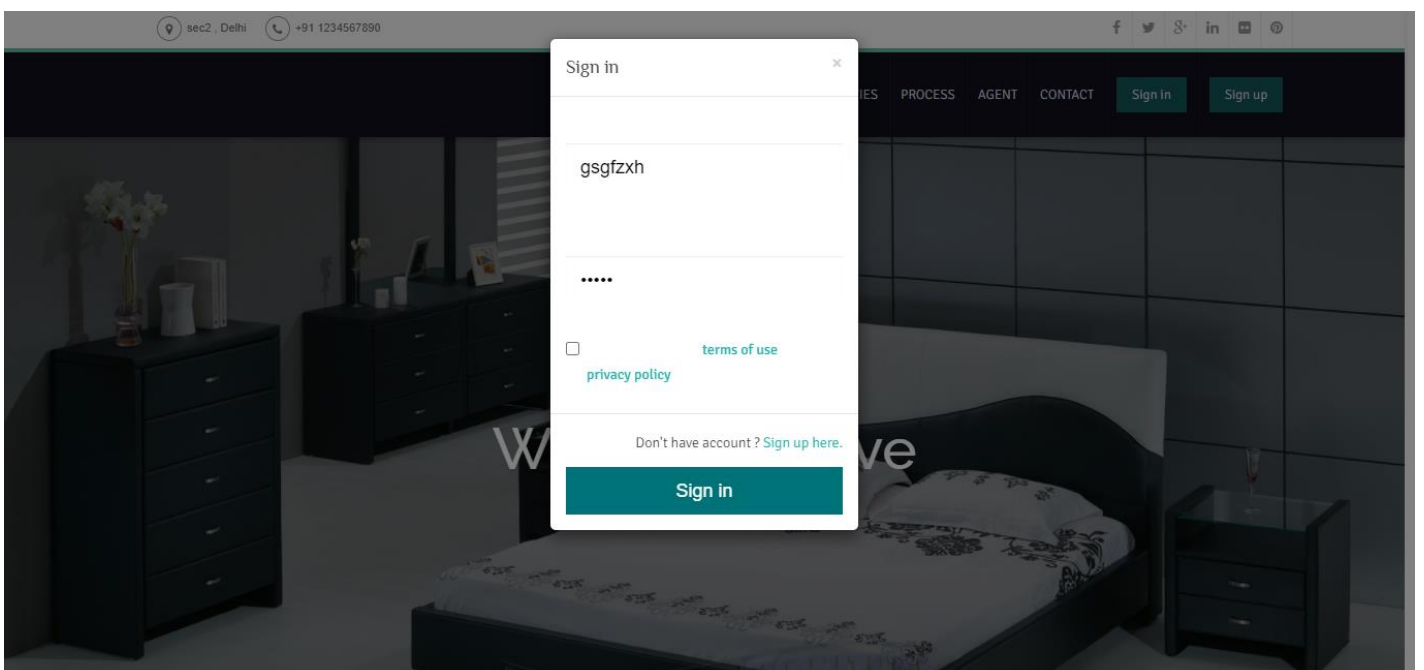 sec2 , Delhi +91 1234567890
Sign in ×
IES PROCESS AGENT CONTACT Sign in Sign up
gsgfzxh
•••••
terms of use
privacy policy
Don't have account ? Sign up here.
Sign in